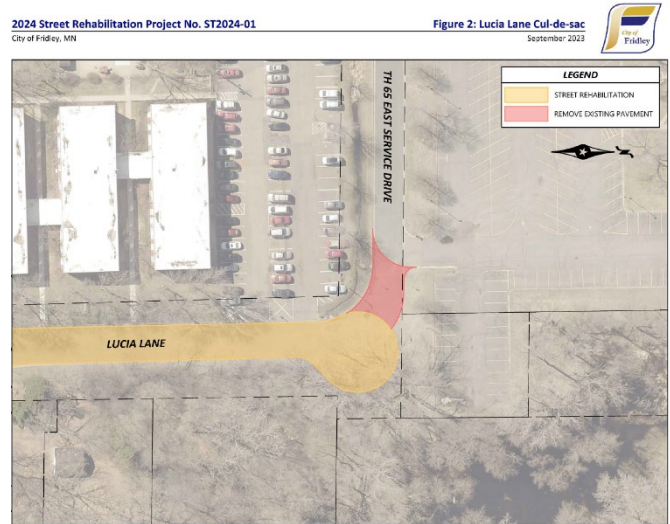 2024 Street Rehabilitation Project No. ST2024-01
Figure 2: Lucia Lane Cul-de-sac
City of Fridley, MN
September 2023
City of
Fridley
LEGEND
STREET REHABILITATION
REMOVE EXISTING PAVEMENT
N
TH 65 EAST SERVICE DRIVE
LUCIA LANE